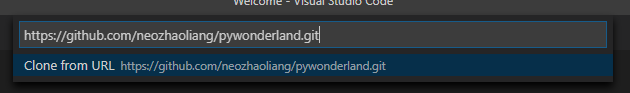 Welcome - Visual Studio Code
https://github.com/neozhaoliang/pywonderland.git
Clone from URL https://github.com/neozhaoliang/pywonderland.git